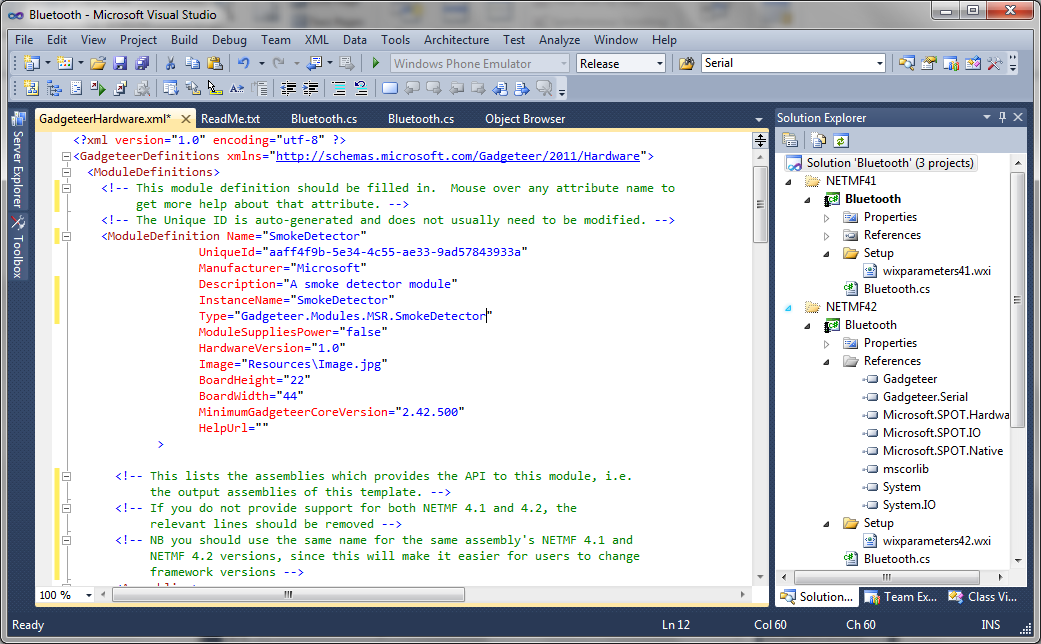 Bluetooth - Microsoft Visual Studio
File Edit View Project Build Debug Team XML Data Tools Architecture Test Analyze Window Help
Windows Phone Emulator Release Serial
GadgeteerHardware.xml* ReadMe.txt Bluetooth.cs Bluetooth.cs Object Browser
Server Explorer
Toolbox
<?xml version="1.0" encoding="utf-8" ?>
<GadgeteerDefinitions xmlns="http://schemas.microsoft.com/Gadgeteer/2011/Hardware">
<ModuleDefinitions>
<!-- This module definition should be filled in.  Mouse over any attribute name to
get more help about that attribute. -->
<!-- The Unique ID is auto-generated and does not usually need to be modified. -->
<ModuleDefinition Name="SmokeDetector"
UniqueId="aaff4f9b-5e34-4c55-ae33-9ad57843933a"
Manufacturer="Microsoft"
Description="A smoke detector module"
InstanceName="SmokeDetector"
Type="Gadgeteer.Modules.MSR.SmokeDetector"
ModuleSuppliesPower="false"
HardwareVersion="1.0"
Image="Resources\Image.jpg"
BoardHeight="22"
BoardWidth="44"
MinimumGadgeteerCoreVersion="2.42.500"
HelpUrl=""
>
<!-- This lists the assemblies which provides the API to this module, i.e.
the output assemblies of this template. -->
<!-- If you do not provide support for both NETMF 4.1 and 4.2, the
relevant lines should be removed -->
<!-- NB you should use the same name for the same assembly's NETMF 4.1 and
NETMF 4.2 versions, since this will make it easier for users to change
framework versions -->
100 %
Solution Explorer
Solution 'Bluetooth' (3 projects)
NETMF41
Bluetooth
Properties
References
Setup
wixparameters41.wxi
Bluetooth.cs
NETMF42
Bluetooth
Properties
References
Gadgeteer
Gadgeteer.Serial
Microsoft.SPOT.Hardwa
Microsoft.SPOT.IO
Microsoft.SPOT.Native
mscorlib
System
System.IO
Setup
wixparameters42.wxi
Bluetooth.cs
Solution... Team Ex... Class Vi...
Ready Ln 12 Col 60 Ch 60 INS